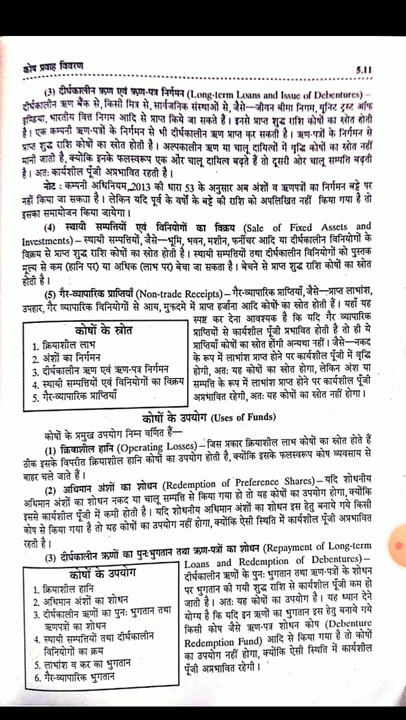 कोष प्रवाह विवरण
5.11
(3) दीर्घकालीन ऋण एवं ऋण-पत्र निर्गमन (Long-term Loans and Issue of Debentures) –
दीर्घकालीन ऋण बैंक से, किसी मित्र से, सार्वजनिक संस्थाओं से, जैसे—जीवन बीमा निगम, यूनिट ट्रस्ट ऑफ
इण्डिया, भारतीय वित्त निगम आदि से प्राप्त किये जा सकते हैं। इनसे प्राप्त शुद्ध राशि कोषों का स्रोत होती
है। एक कम्पनी ऋण-पत्रों के निर्गमन से भी दीर्घकालीन ऋण प्राप्त कर सकती है। ऋण-पत्रों के निर्गमन से
प्राप्त शुद्ध राशि कोषों का स्रोत होती है। अल्पकालीन ऋण या चालू दायित्वों में वृद्धि कोषों का स्रोत नहीं
मानी जाती है, क्योंकि इनके फलस्वरूप एक ओर चालू दायित्व बढ़ते हैं तो दूसरी ओर चालू सम्पत्ति बढ़ती
है। अतः कार्यशील पूँजी अप्रभावित रहती है।
नोट : कम्पनी अधिनियम, 2013 की धारा 53 के अनुसार अब अंशों व ऋणपत्रों का निर्गमन बट्टे पर
नहीं किया जा सकता है। लेकिन यदि पूर्व के वर्षों के बट्टे की राशि को अपलिखित नहीं किया गया है तो
इसका समायोजन किया जायेगा।
(4) स्थायी सम्पत्तियों एवं विनियोगों का विक्रय (Sale of Fixed Assets and
Investments) – स्थायी सम्पत्तियों, जैसे—भूमि, भवन, मशीन, फर्नीचर आदि या दीर्घकालीन विनियोगों के
विक्रय से प्राप्त शुद्ध राशि कोषों का स्रोत होती है। स्थायी सम्पत्तियों तथा दीर्घकालीन विनियोगों को पुस्तक
मूल्य से कम (हानि पर) या अधिक (लाभ पर) बेचा जा सकता है। बेचने से प्राप्त शुद्ध राशि कोषों का स्रोत
होती है।
(5) गैर-व्यापारिक प्राप्तियाँ (Non-trade Receipts) – गैर-व्यापारिक प्राप्तियाँ, जैसे—प्राप्त लाभांश,
उपहार, गैर व्यापारिक विनियोगों से आय, मुकदमे में प्राप्त हर्जाना आदि कोषों का स्रोत होती हैं। यहाँ यह
स्पष्ट कर देना आवश्यक है कि यदि गैर व्यापारिक
प्राप्तियों से कार्यशील पूँजी प्रभावित होती है तो ही ये
प्राप्तियाँ कोषों का स्रोत होंगी अन्यथा नहीं। जैसे—नकद
के रूप में लाभांश प्राप्त होने पर कार्यशील पूँजी में वृद्धि
होगी, अतः यह कोषों का स्रोत होगा, लेकिन अंश या
सम्पत्ति के रूप में लाभांश प्राप्त होने पर कार्यशील पूँजी
अप्रभावित रहेगी, अतः यह कोषों का स्रोत नहीं होगा।
कोषों के स्रोत
1. क्रियाशील लाभ
2. अंशों का निर्गमन
3. दीर्घकालीन ऋण एवं ऋण-पत्र निर्गमन
4. स्थायी सम्पत्तियों एवं विनियोगों का विक्रय
5. गैर-व्यापारिक प्राप्तियाँ
कोषों के उपयोग (Uses of Funds)
कोषों के प्रमुख उपयोग निम्न वर्णित हैं—
(1) क्रियाशील हानि (Operating Losses) – जिस प्रकार क्रियाशील लाभ कोषों का स्रोत होते हैं
ठीक इसके विपरीत क्रियाशील हानि कोषों का उपयोग होती है, क्योंकि इसके फलस्वरूप कोष व्यवसाय से
बाहर चले जाते हैं।
(2) अधिमान अंशों का शोधन (Redemption of Preference Shares) – यदि शोधनीय
अधिमान अंशों का शोधन नकद या चालू सम्पत्ति से किया गया हो तो यह कोषों का उपयोग होगा, क्योंकि
इससे कार्यशील पूँजी में कमी होती है। यदि शोधनीय अधिमान अंशों का शोधन इस हेतु बनाये गये किसी
कोष से किया गया है तो यह कोषों का उपयोग नहीं होगा, क्योंकि ऐसी स्थिति में कार्यशील पूँजी अप्रभावित
रहती है।
(3) दीर्घकालीन ऋणों का पुनःभुगतान तथा ऋण-पत्रों का शोधन (Repayment of Long-term
Loans and Redemption of Debentures) –
दीर्घकालीन ऋणों के पुनः भुगतान तथा ऋण-पत्रों के शोधन
पर भुगतान की गयी शुद्ध राशि से कार्यशील पूँजी कम हो
जाती है। अतः यह कोषों का उपयोग है। यह ध्यान देने
योग्य है कि यदि इन ऋणों का भुगतान इस हेतु बनाये गये
किसी कोष जैसे ऋण-पत्र शोधन कोष (Debenture
Redemption Fund) आदि से किया गया है तो कोषों
का उपयोग नहीं होगा, क्योंकि ऐसी स्थिति में कार्यशील
पूँजी अप्रभावित रहेगी।
कोषों के उपयोग
1. क्रियाशील हानि
2. अधिमान अंशों का शोधन
3. दीर्घकालीन ऋणों का पुनः भुगतान तथा
ऋणपत्रों का शोधन
4. स्थायी सम्पत्तियों तथा दीर्घकालीन
विनियोगों का क्रय
5. लाभांश व कर का भुगतान
6. गैर-व्यापारिक भुगतान